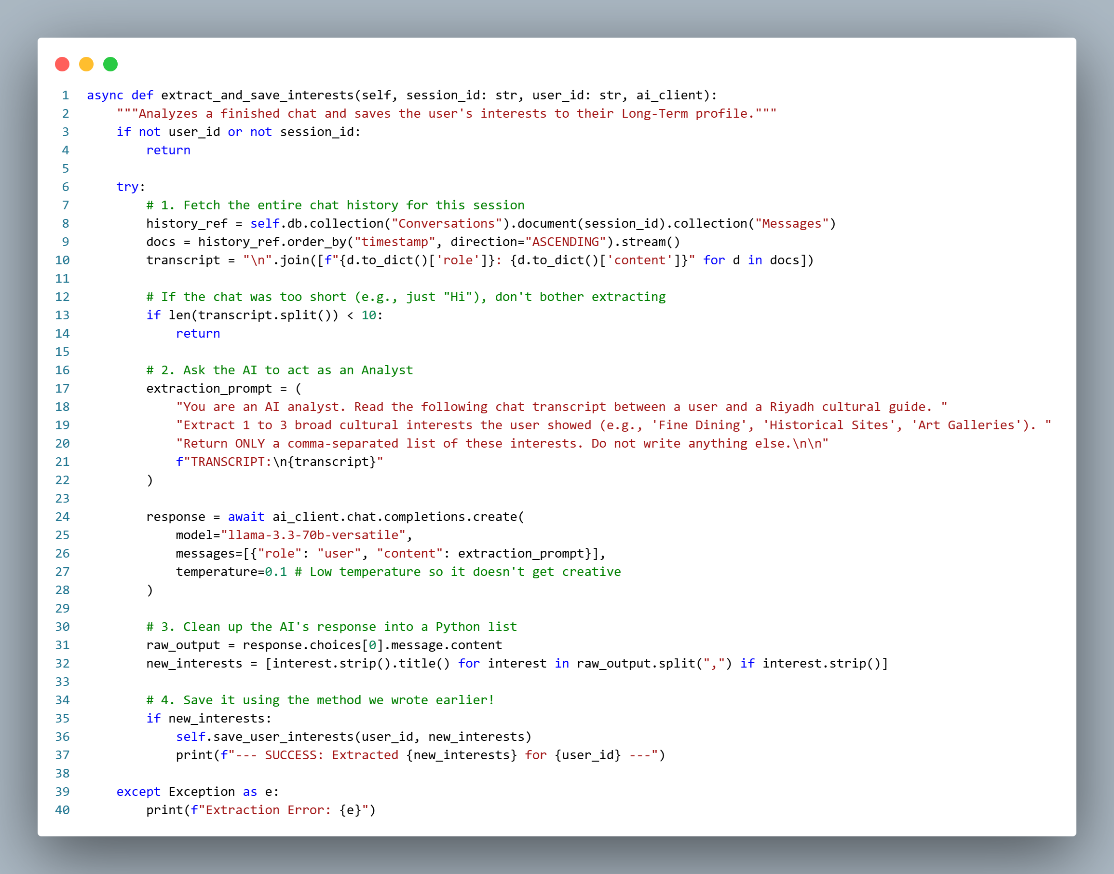 1 async def extract_and_save_interests(self, session_id: str, user_id: str, ai_client):
2     """Analyzes a finished chat and saves the user's interests to their Long-Term profile."""
3     if not user_id or not session_id:
4         return
5
6     try:
7         # 1. Fetch the entire chat history for this session
8         history_ref = self.db.collection("Conversations").document(session_id).collection("Messages")
9         docs = history_ref.order_by("timestamp", direction="ASCENDING").stream()
10         transcript = "\n".join([f"{d.to_dict()['role']}: {d.to_dict()['content']}" for d in docs])
11
12         # If the chat was too short (e.g., just "Hi"), don't bother extracting
13         if len(transcript.split()) < 10:
14             return
15
16         # 2. Ask the AI to act as an Analyst
17         extraction_prompt = (
18             "You are an AI analyst. Read the following chat transcript between a user and a Riyadh cultural guide. "
19             "Extract 1 to 3 broad cultural interests the user showed (e.g., 'Fine Dining', 'Historical Sites', 'Art Galleries'). "
20             "Return ONLY a comma-separated list of these interests. Do not write anything else.\n\n"
21             f"TRANSCRIPT:\n{transcript}"
22         )
23
24         response = await ai_client.chat.completions.create(
25             model="llama-3.3-70b-versatile",
26             messages=[{"role": "user", "content": extraction_prompt}],
27             temperature=0.1 # Low temperature so it doesn't get creative
28         )
29
30         # 3. Clean up the AI's response into a Python list
31         raw_output = response.choices[0].message.content
32         new_interests = [interest.strip().title() for interest in raw_output.split(",") if interest.strip()]
33
34         # 4. Save it using the method we wrote earlier!
35         if new_interests:
36             self.save_user_interests(user_id, new_interests)
37             print(f"--- SUCCESS: Extracted {new_interests} for {user_id} ---")
38
39     except Exception as e:
40         print(f"Extraction Error: {e}")